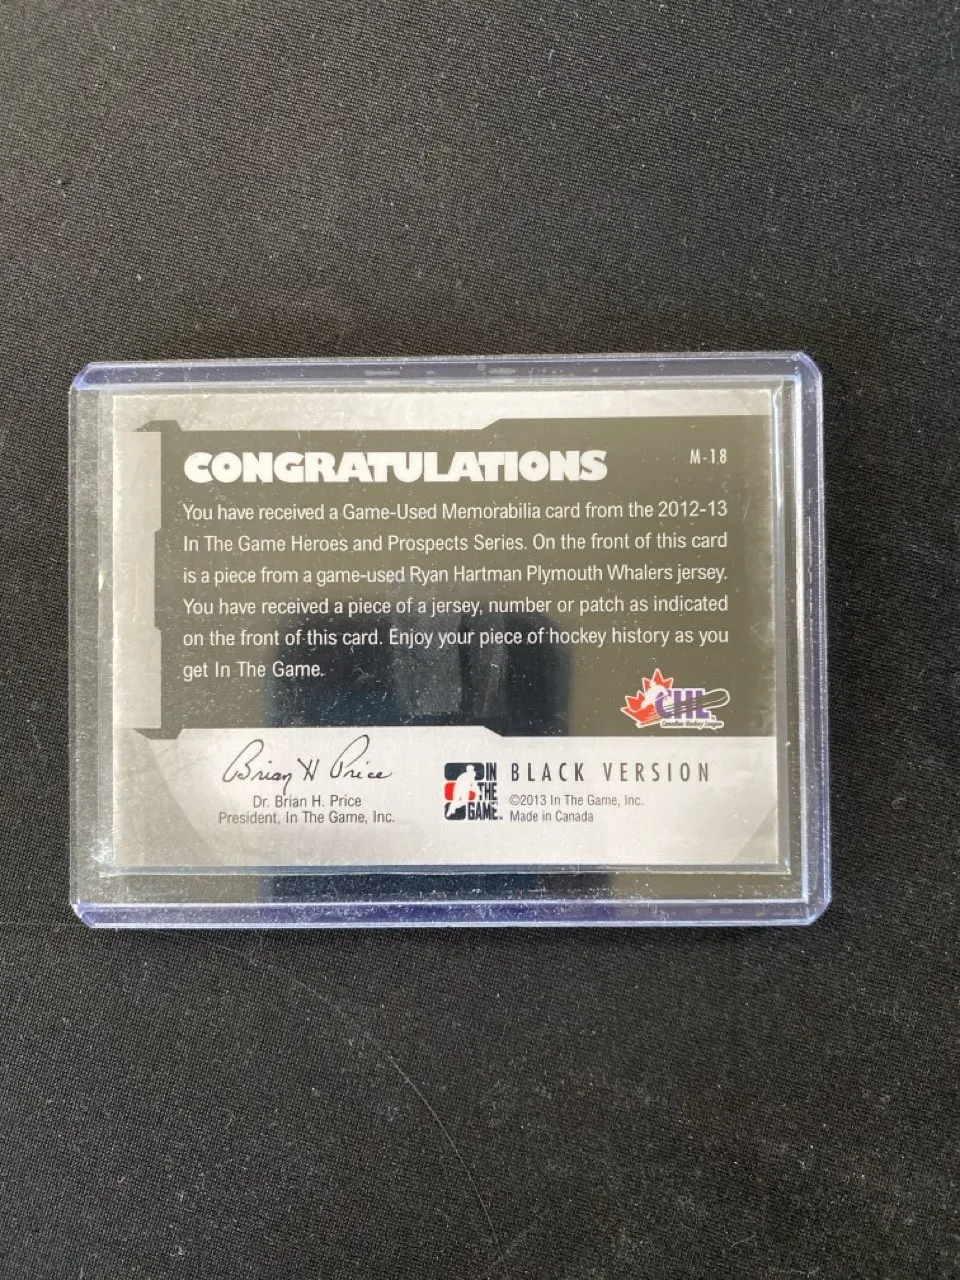 CONGRATULATIONS
M-18
You have received a Game-Used Memorabilia card from the 2012-13
In The Game Heroes and Prospects Series. On the front of this card
is a piece from a game-used Ryan Hartman Plymouth Whalers jersey.
You have received a piece of a jersey, number or patch as indicated
on the front of this card. Enjoy your piece of hockey history as you
get In The Game.
CHL
Canadian Hockey League
Brian H Price
Dr. Brian H. Price
President, In The Game, Inc.
IN
THE
GAME.
BLACK VERSION
©2013 In The Game, Inc.
Made in Canada